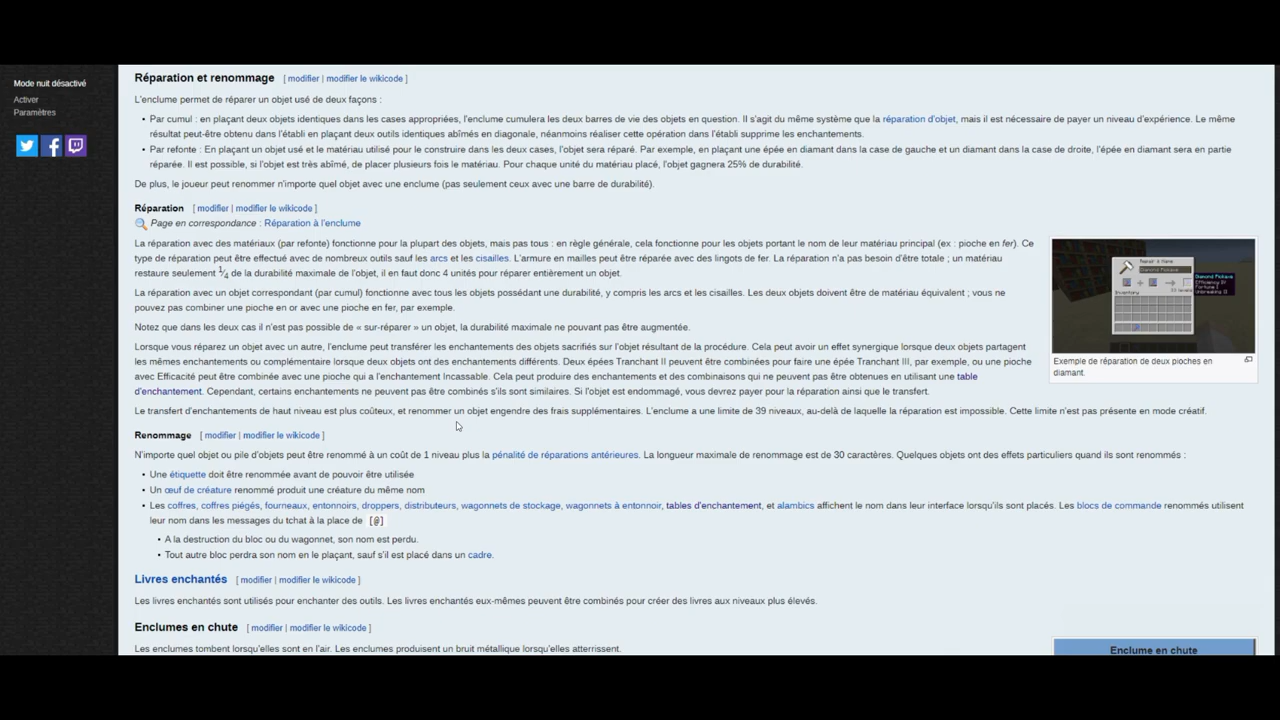 Mode nuit désactivé
Activer
Paramètres
Réparation et renommage [ modifier | modifier le wikicode ]
L'enclume permet de réparer un objet usé de deux façons :
• Par cumul : en plaçant deux objets identiques dans les cases appropriées, l'enclume cumulera les deux barres de vie des objets en question. Il s'agit du même système que la réparation d'objet, mais il est nécessaire de payer un niveau d'expérience. Le même
résultat peut-être obtenu dans l'établi en plaçant deux outils identiques abîmés en diagonale, néanmoins réaliser cette opération dans l'établi supprime les enchantements.
• Par refonte : En plaçant un objet usé et le matériau utilisé pour le construire dans les deux cases, l'objet sera réparé. Par exemple, en plaçant une épée en diamant dans la case de gauche et un diamant dans la case de droite, l'épée en diamant sera en partie
réparée. Il est possible, si l'objet est très abîmé, de placer plusieurs fois le matériau. Pour chaque unité du matériau placé, l'objet gagnera 25% de durabilité.
De plus, le joueur peut renommer n'importe quel objet avec une enclume (pas seulement ceux avec une barre de durabilité).
Réparation [ modifier | modifier le wikicode ]
Page en correspondance : Réparation à l'enclume
La réparation avec des matériaux (par refonte) fonctionne pour la plupart des objets, mais pas tous : en règle générale, cela fonctionne pour les objets portant le nom de leur matériau principal (ex : pioche en fer). Ce
type de réparation peut être effectué avec de nombreux outils sauf les arcs et les cisailles. L'armure en mailles peut être réparée avec des lingots de fer. La réparation n'a pas besoin d'être totale ; un matériau
restaure seulement 1/4 de la durabilité maximale de l'objet, il en faut donc 4 unités pour réparer entièrement un objet.
La réparation avec un objet correspondant (par cumul) fonctionne avec tous les objets possédant une durabilité, y compris les arcs et les cisailles. Les deux objets doivent être de matériau équivalent ; vous ne
pouvez pas combiner une pioche en or avec une pioche en fer, par exemple.
Notez que dans les deux cas il n'est pas possible de « sur-réparer » un objet, la durabilité maximale ne pouvant pas être augmentée.
Lorsque vous réparez un objet avec un autre, l'enclume peut transférer les enchantements des objets sacrifiés sur l'objet résultant de la procédure. Cela peut avoir un effet synergique lorsque deux objets partagent
les mêmes enchantements ou complémentaire lorsque deux objets ont des enchantements différents. Deux épées Tranchant II peuvent être combinées pour faire une épée Tranchant III, par exemple, ou une pioche
avec Efficacité peut être combinée avec une pioche qui a l'enchantement Incassable. Cela peut produire des enchantements et des combinaisons qui ne peuvent pas être obtenues en utilisant une table
d'enchantement. Cependant, certains enchantements ne peuvent pas être combinés s'ils sont similaires. Si l'objet est endommagé, vous devrez payer pour la réparation ainsi que le transfert.
Le transfert d'enchantements de haut niveau est plus coûteux, et renommer un objet engendre des frais supplémentaires. L'enclume a une limite de 39 niveaux, au-delà de laquelle la réparation est impossible. Cette limite n'est pas présente en mode créatif.
Repair & Name
Diamond Pickaxe
Inventory
Diamond Pickaxe
Efficiency IV
Fortune I
Unbreaking II
Exemple de réparation de deux pioches en
diamant.
Renommage [ modifier | modifier le wikicode ]
N'importe quel objet ou pile d'objets peut être renommé à un coût de 1 niveau plus la pénalité de réparations antérieures. La longueur maximale de renommage est de 30 caractères. Quelques objets ont des effets particuliers quand ils sont renommés :
• Une étiquette doit être renommée avant de pouvoir être utilisée
• Un œuf de créature renommé produit une créature du même nom
• Les coffres, coffres piégés, fourneaux, entonnoirs, droppers, distributeurs, wagonnets de stockage, wagonnets à entonnoir, tables d'enchantement, et alambics affichent le nom dans leur interface lorsqu'ils sont placés. Les blocs de commande renommés utilisent
leur nom dans les messages du tchat à la place de [@]
• A la destruction du bloc ou du wagonnet, son nom est perdu.
• Tout autre bloc perdra son nom en le plaçant, sauf s'il est placé dans un cadre.
Livres enchantés [ modifier | modifier le wikicode ]
Les livres enchantés sont utilisés pour enchanter des outils. Les livres enchantés eux-mêmes peuvent être combinés pour créer des livres aux niveaux plus élevés.
Enclumes en chute [ modifier | modifier le wikicode ]
Les enclumes tombent lorsqu'elles sont en l'air. Les enclumes produisent un bruit métallique lorsqu'elles atterrissent.
Enclume en chute